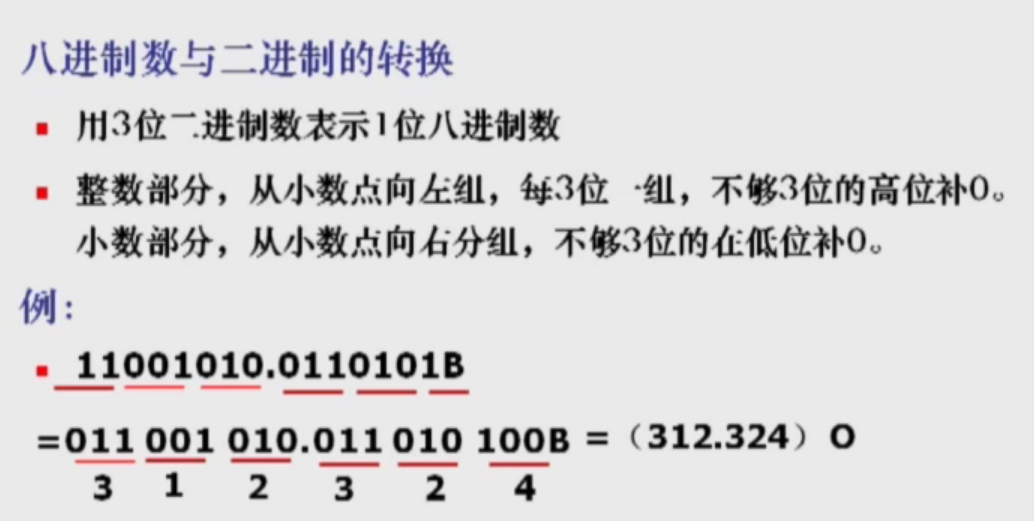 八进制数与二进制的转换
用3位二进制数表示1位八进制数
整数部分，从小数点向左组，每3位一组，不够3位的高位补0。
小数部分，从小数点向右分组，不够3位的在低位补0。
例：
11001010.0110101B
=011 001 010.011 010 100B =（312.324）O
3 1 2 3 2 4